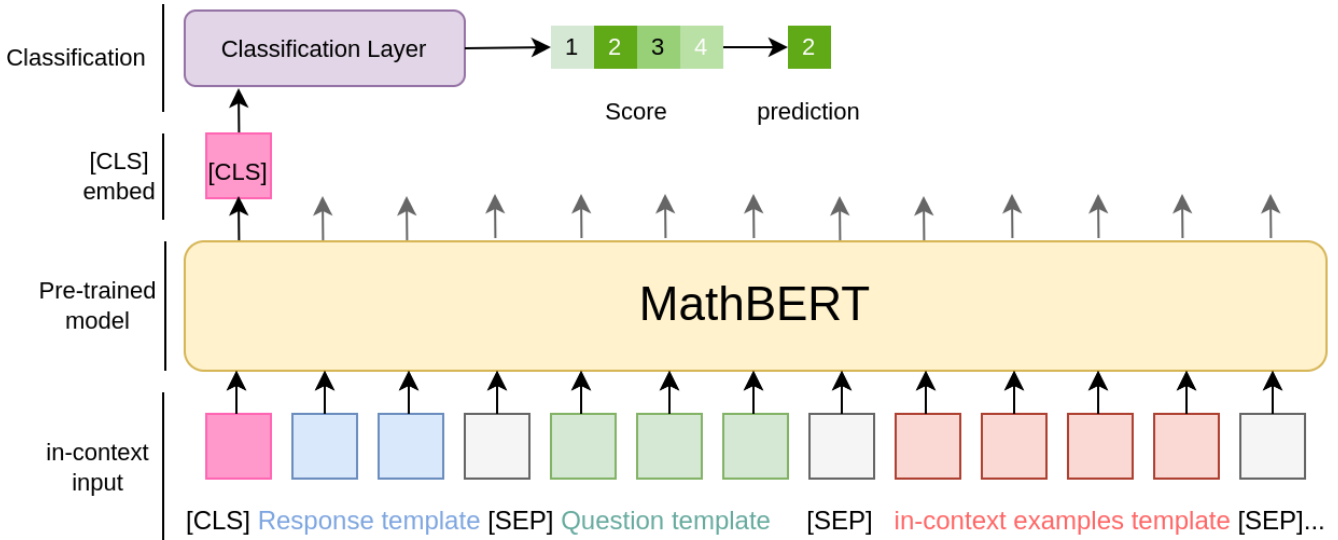 Classification
Classification Layer
1 2 3 4
2
Score
prediction
[CLS]
embed
[CLS]
Pre-trained
model
MathBERT
in-context
input
[CLS] Response template [SEP] Question template [SEP] in-context examples template [SEP]...